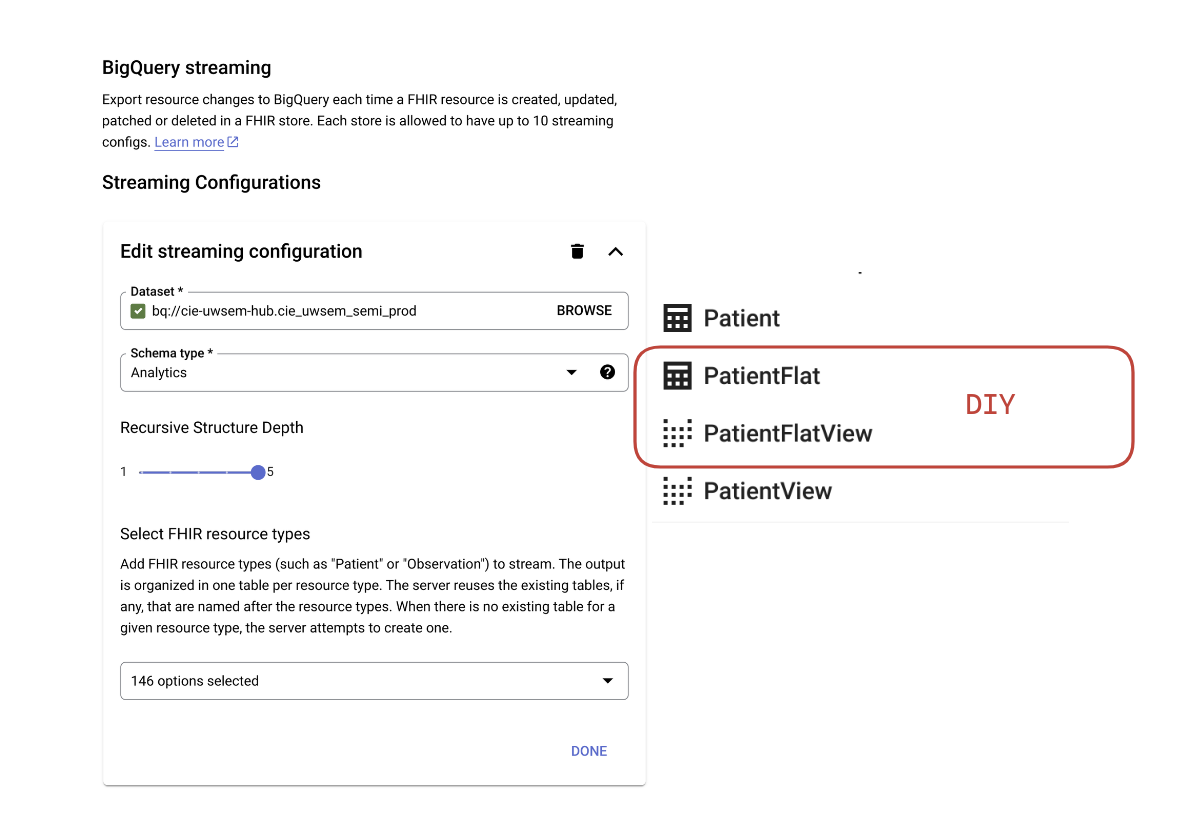 BigQuery streaming
Export resource changes to BigQuery each time a FHIR resource is created, updated,
patched or deleted in a FHIR store. Each store is allowed to have up to 10 streaming
configs. Learn more
Streaming Configurations
Edit streaming configuration
Dataset *
bq://cie-uwsem-hub.cie_uwsem_semi_prod
BROWSE
Schema type *
Analytics
Recursive Structure Depth
1
5
Select FHIR resource types
Add FHIR resource types (such as "Patient" or "Observation") to stream. The output
is organized in one table per resource type. The server reuses the existing tables, if
any, that are named after the resource types. When there is no existing table for a
given resource type, the server attempts to create one.
146 options selected
DONE
Patient
PatientFlat
DIY
PatientFlatView
PatientView